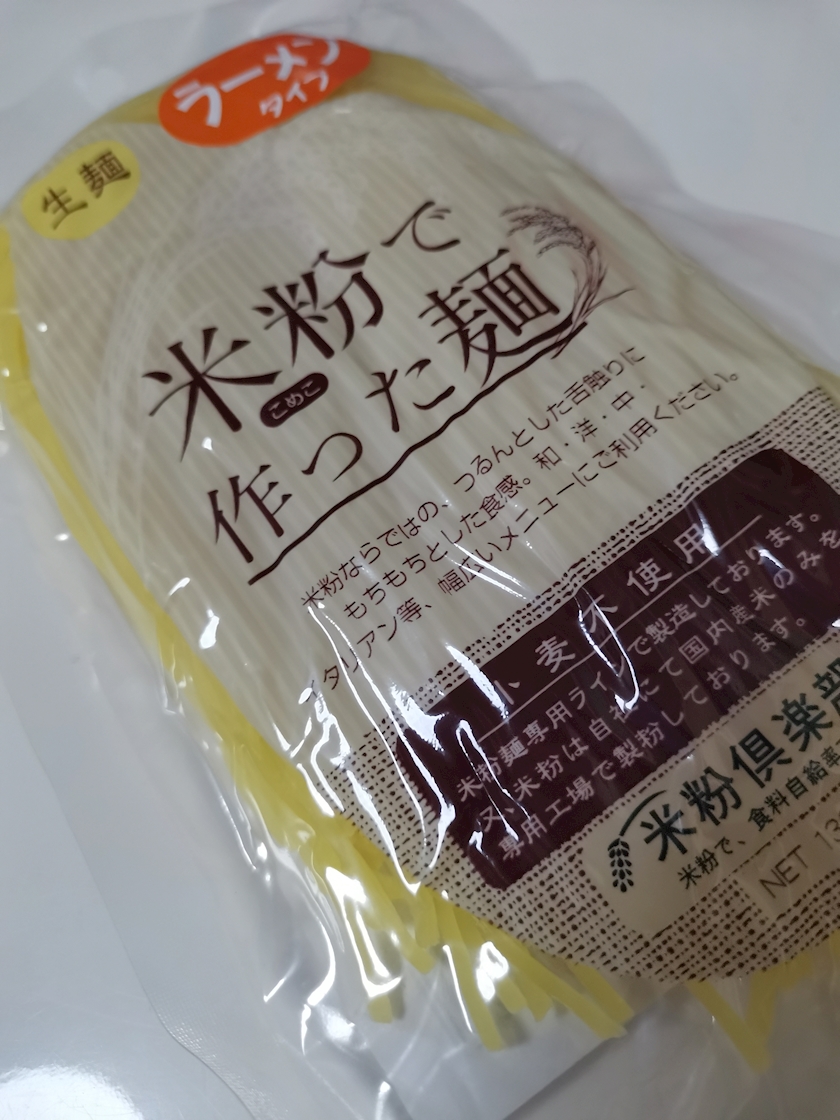 ラーメン
タイプ
生麺
米粉で
こめこ
作った麺
米粉ならではの、つるんとした舌触りに
もちもちとした食感。和・洋・中・
イタリアン等、幅広いメニューにご利用ください。
小麦不使用
米粉麺専用ラインで製造しております。
又、米粉は自社にて国内産米のみを
専用工場で製粉しております。
米粉倶楽部
米粉で、食料自給率
NET